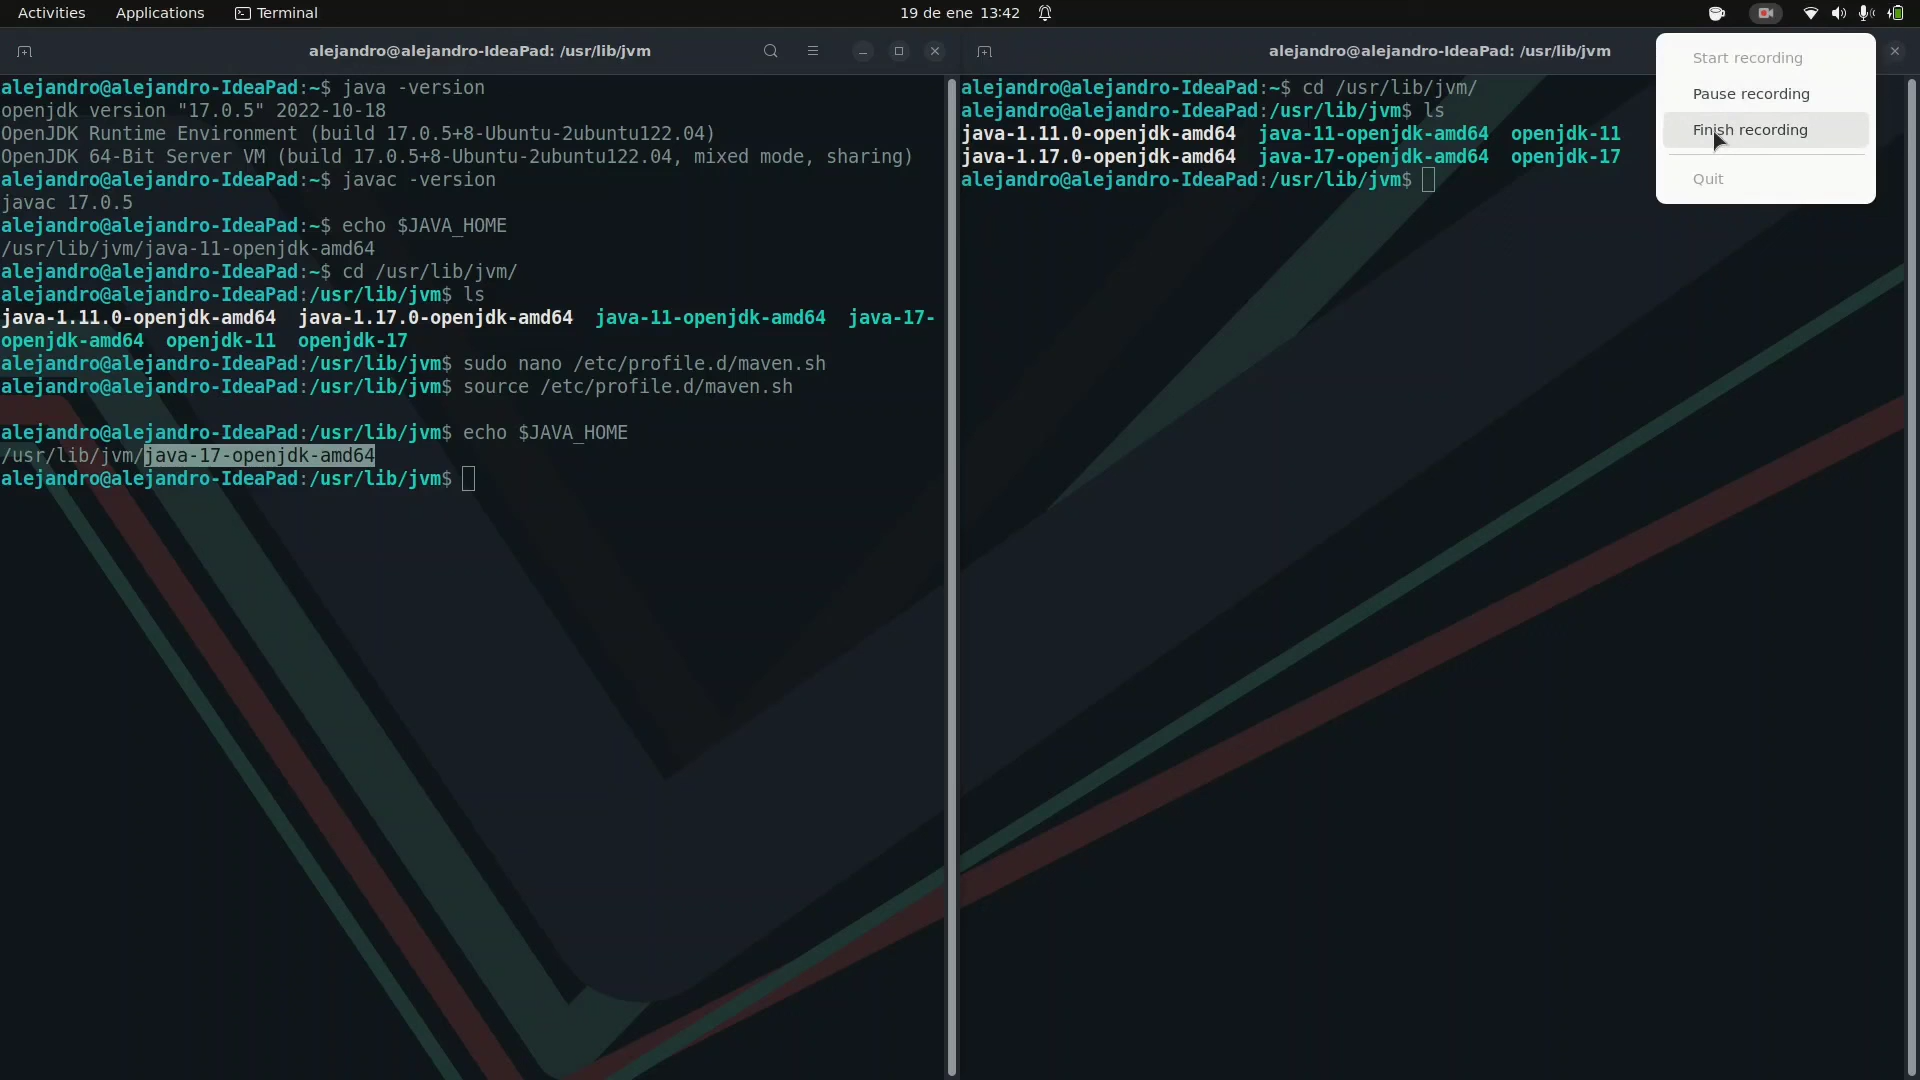 Activities Applications Terminal 19 de ene 13:42
alejandro@alejandro-IdeaPad: /usr/lib/jvm
alejandro@alejandro-IdeaPad:~$ java -version
openjdk version "17.0.5" 2022-10-18
OpenJDK Runtime Environment (build 17.0.5+8-Ubuntu-2ubuntu122.04)
OpenJDK 64-Bit Server VM (build 17.0.5+8-Ubuntu-2ubuntu122.04, mixed mode, sharing)
alejandro@alejandro-IdeaPad:~$ javac -version
javac 17.0.5
alejandro@alejandro-IdeaPad:~$ echo $JAVA_HOME
/usr/lib/jvm/java-11-openjdk-amd64
alejandro@alejandro-IdeaPad:~$ cd /usr/lib/jvm/
alejandro@alejandro-IdeaPad:/usr/lib/jvm$ ls
java-1.11.0-openjdk-amd64  java-1.17.0-openjdk-amd64  java-11-openjdk-amd64  java-17-
openjdk-amd64  openjdk-11  openjdk-17
alejandro@alejandro-IdeaPad:/usr/lib/jvm$ sudo nano /etc/profile.d/maven.sh
alejandro@alejandro-IdeaPad:/usr/lib/jvm$ source /etc/profile.d/maven.sh
alejandro@alejandro-IdeaPad:/usr/lib/jvm$ echo $JAVA_HOME
/usr/lib/jvm/java-17-openjdk-amd64
alejandro@alejandro-IdeaPad:/usr/lib/jvm$
alejandro@alejandro-IdeaPad: /usr/lib/jvm
alejandro@alejandro-IdeaPad:~$ cd /usr/lib/jvm/
alejandro@alejandro-IdeaPad:/usr/lib/jvm$ ls
java-1.11.0-openjdk-amd64  java-11-openjdk-amd64  openjdk-11
java-1.17.0-openjdk-amd64  java-17-openjdk-amd64  openjdk-17
alejandro@alejandro-IdeaPad:/usr/lib/jvm$
Start recording
Pause recording
Finish recording
Quit